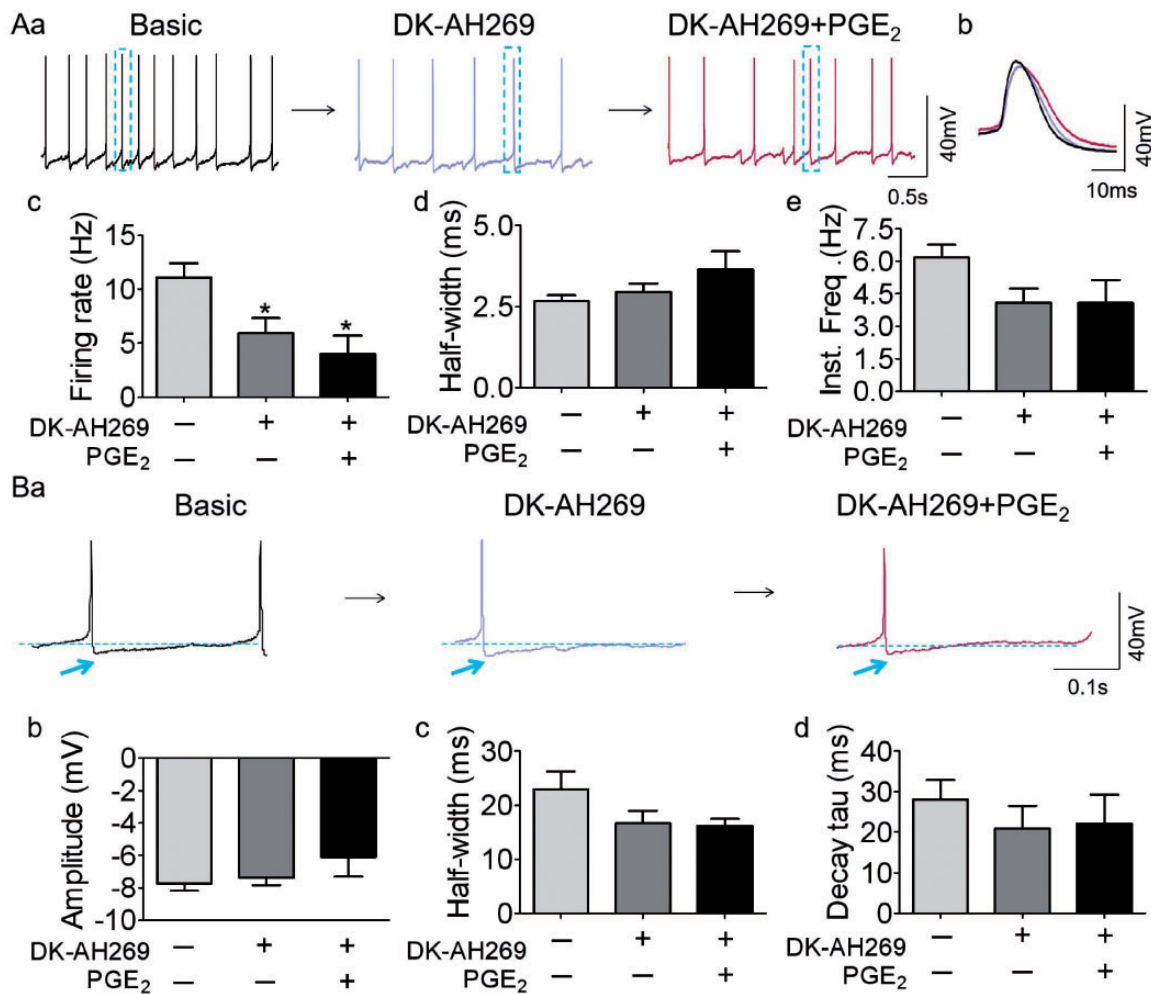 Aa Basic DK-AH269 DK-AH269+PGE₂ b
40mV
0.5s
40mV
10ms
c
Firing rate (Hz)
15
10
5
0
* *
DK-AH269 – + +
PGE₂ – – +
d
Half-width (ms)
5.0
2.5
0.0
– + +
PGE₂ – – +
e
Inst. Freq .(Hz)
7.5
6.0
4.5
3.0
1.5
0.0
DK-AH269 – + +
PGE₂ – – +
Ba
Basic DK-AH269 DK-AH269+PGE₂
40mV
0.1s
b
Amplitude (mV)
0
-2
-4
-6
-8
-10
DK-AH269 – + +
PGE₂ – – +
c
Half-width (ms)
30
20
10
0
DK-AH269 – + +
PGE₂ – – +
d
Decay tau (ms)
40
30
20
10
0
DK-AH269 – + +
PGE₂ – – +